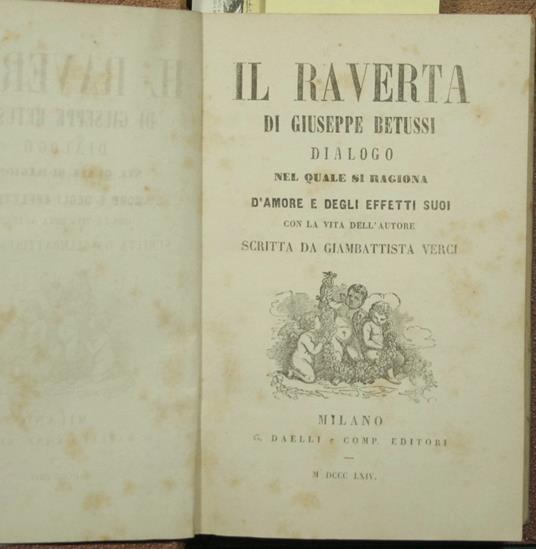 IL RAVERTA
DI GIUSEPPE BETUSSI
DIALOGO
NEL QUALE SI RAGIONA
D'AMORE E DEGLI EFFETTI SUOI
CON LA VITA DELL'AUTORE
SCRITTA DA GIAMBATTISTA VERCI
MILANO
G. DAELLI e COMP. EDITORI
M DCCC LXIV.